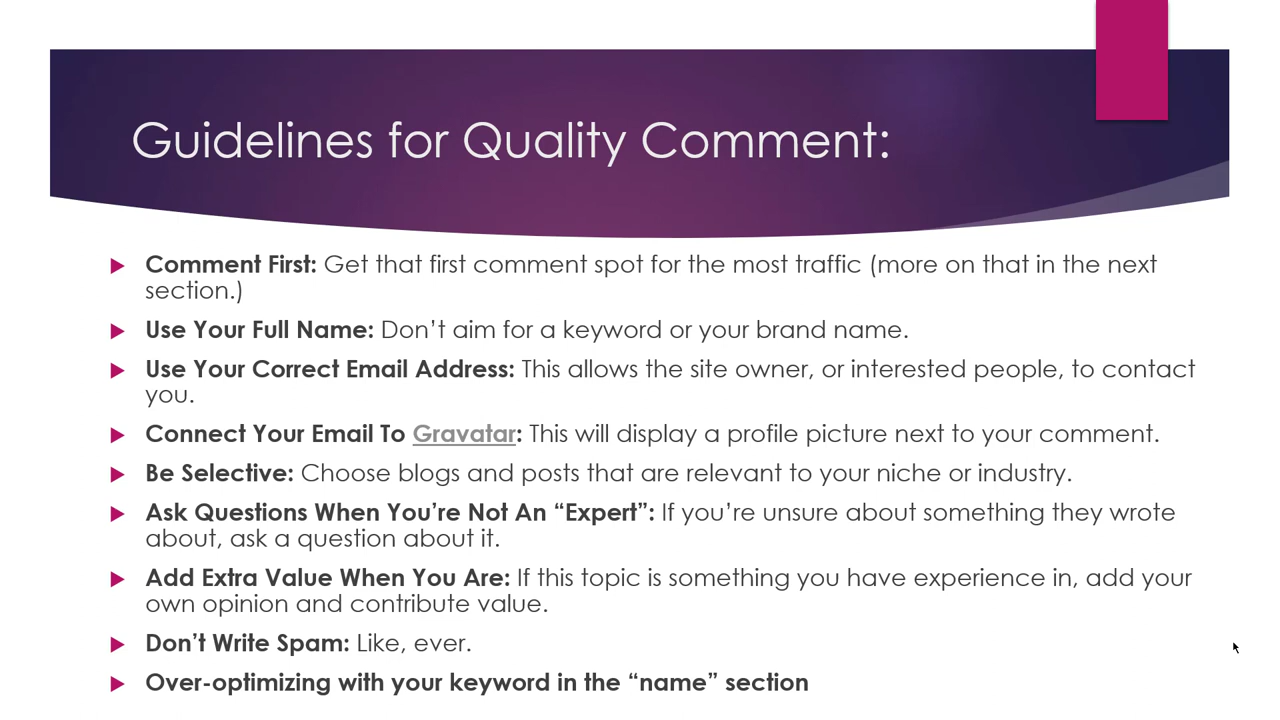 Guidelines for Quality Comment:
Comment First: Get that first comment spot for the most traffic (more on that in the next
section.)
Use Your Full Name: Don’t aim for a keyword or your brand name.
Use Your Correct Email Address: This allows the site owner, or interested people, to contact
you.
Connect Your Email To Gravatar: This will display a profile picture next to your comment.
Be Selective: Choose blogs and posts that are relevant to your niche or industry.
Ask Questions When You’re Not An “Expert”: If you’re unsure about something they wrote
about, ask a question about it.
Add Extra Value When You Are: If this topic is something you have experience in, add your
own opinion and contribute value.
Don’t Write Spam: Like, ever.
Over-optimizing with your keyword in the “name” section